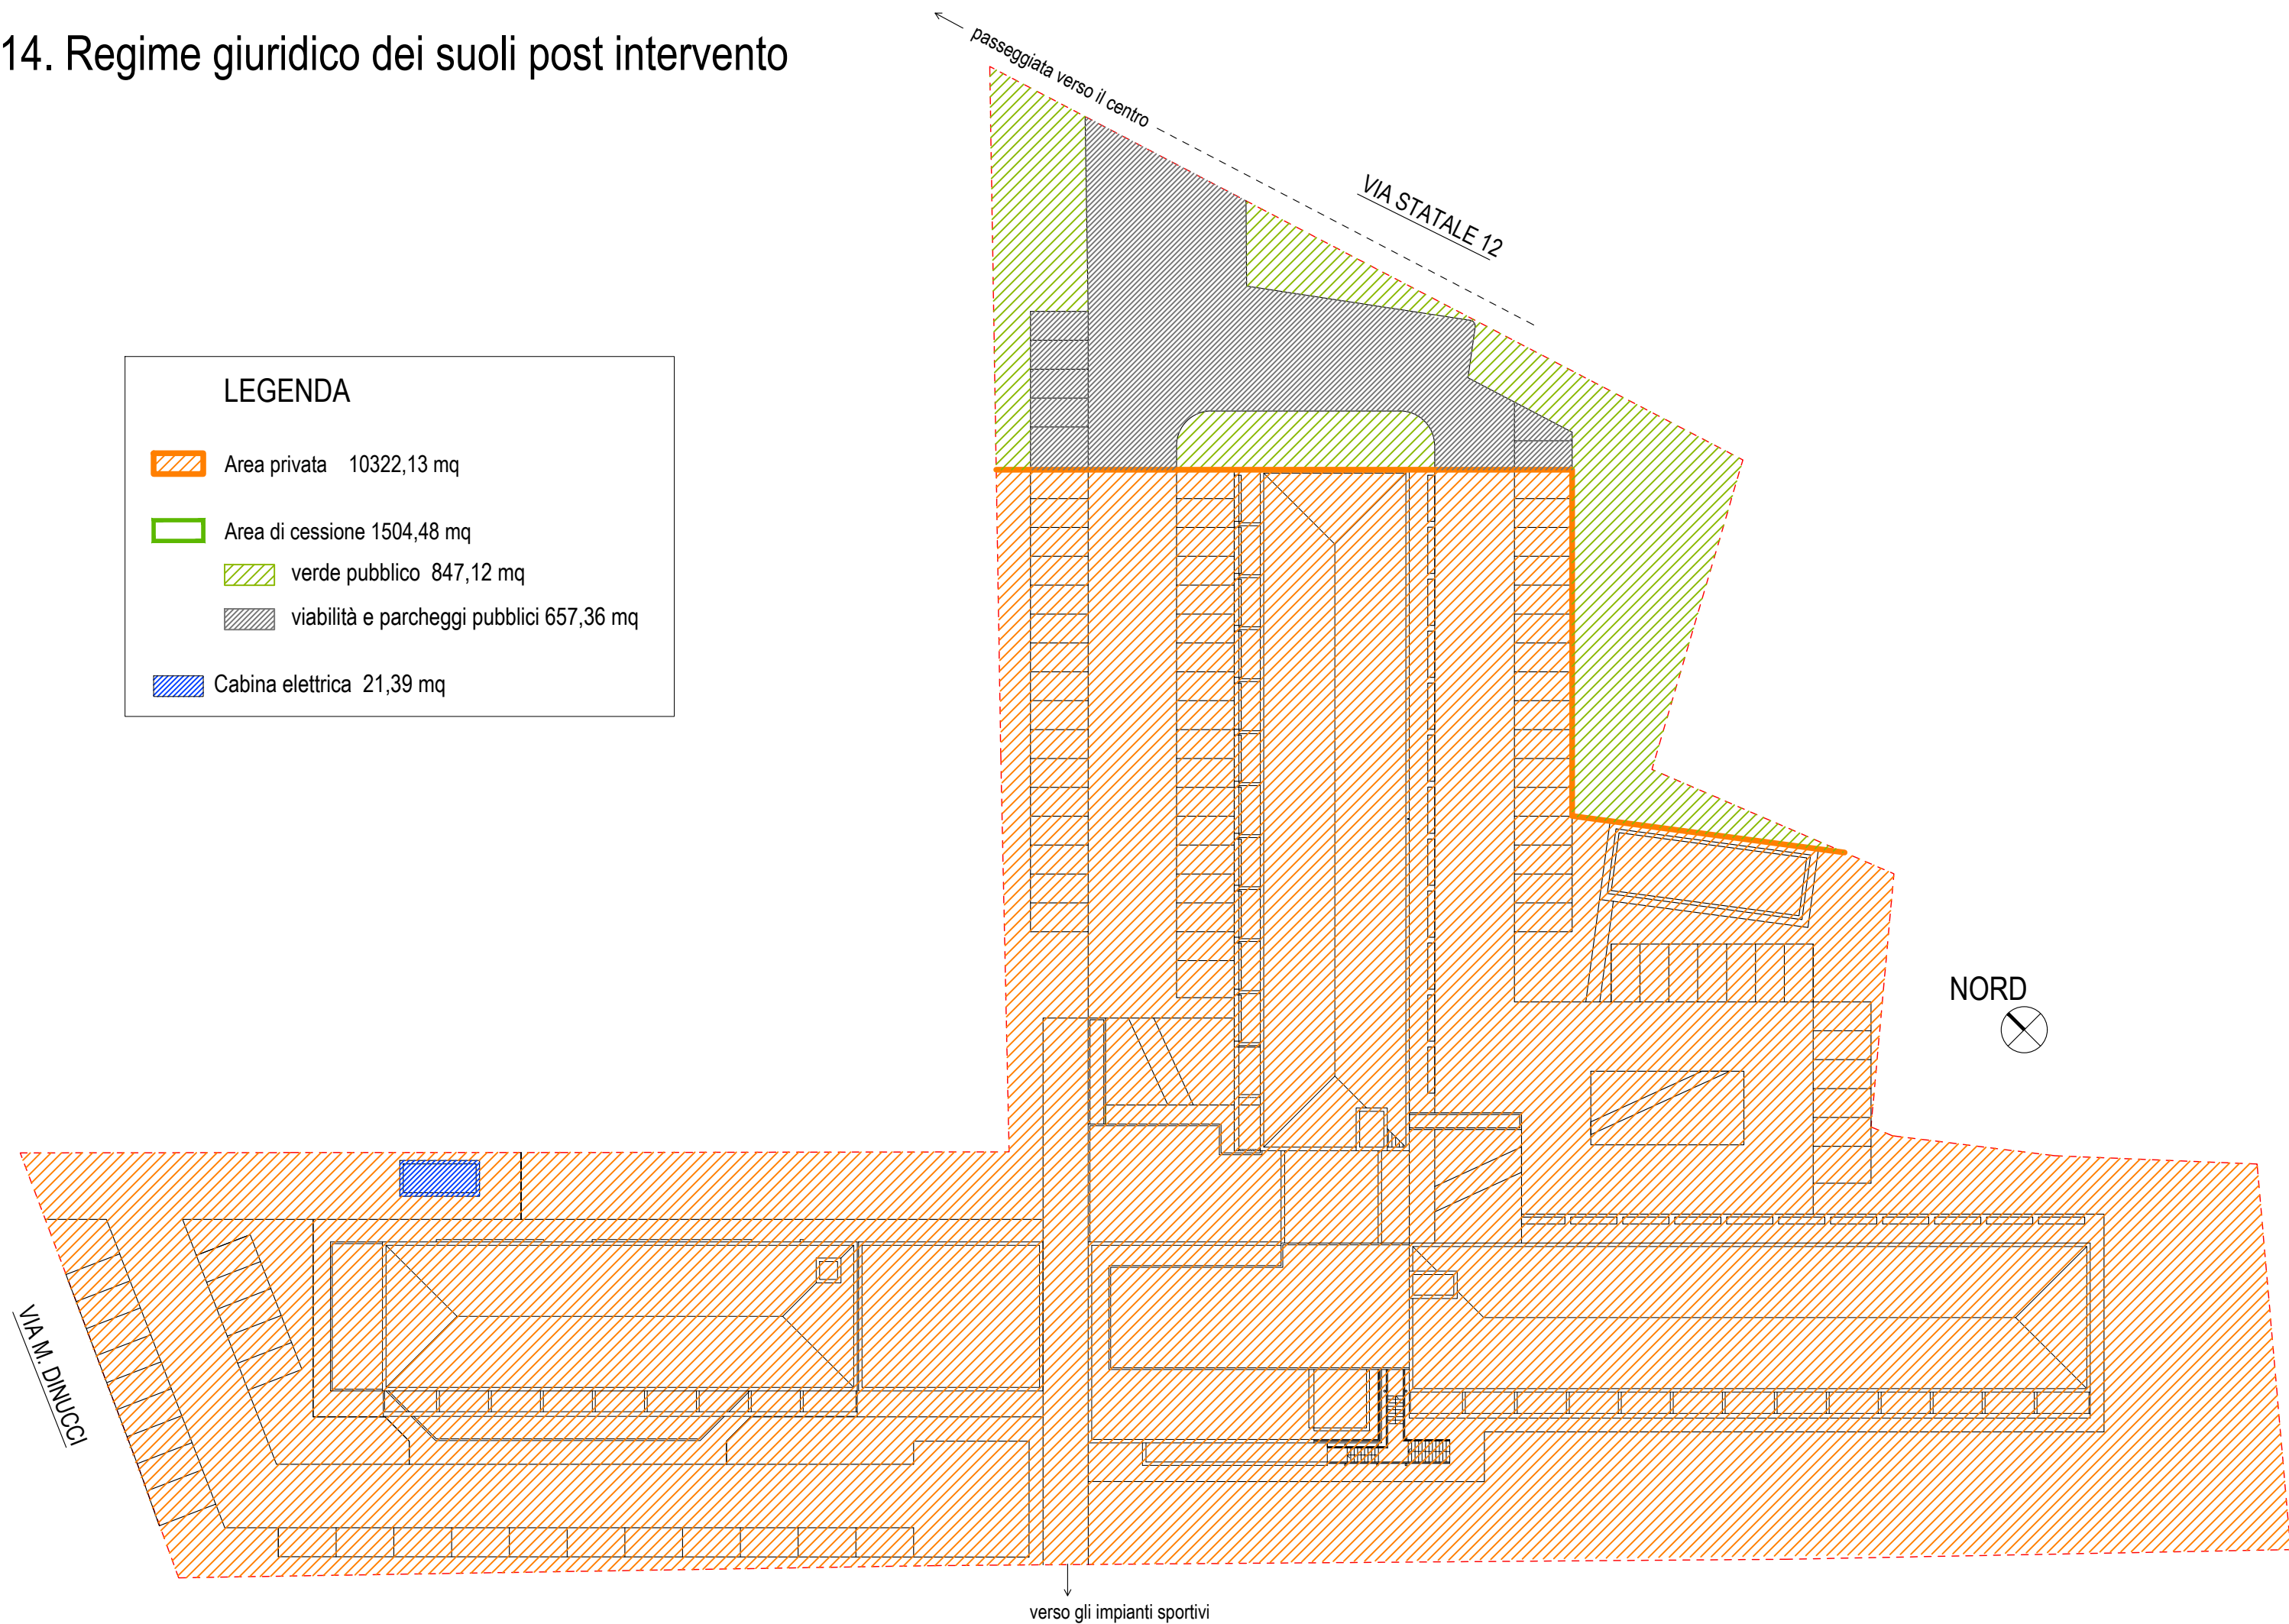 14. Regime giuridico dei suoli post intervento
passeggiata verso il centro
VIA STATALE 12
LEGENDA
Area privata 10322,13 mq
Area di cessione 1504,48 mq
verde pubblico 847,12 mq
viabilità e parcheggi pubblici 657,36 mq
Cabina elettrica 21,39 mq
NORD
VIA M. DINUCCI
verso gli impianti sportivi